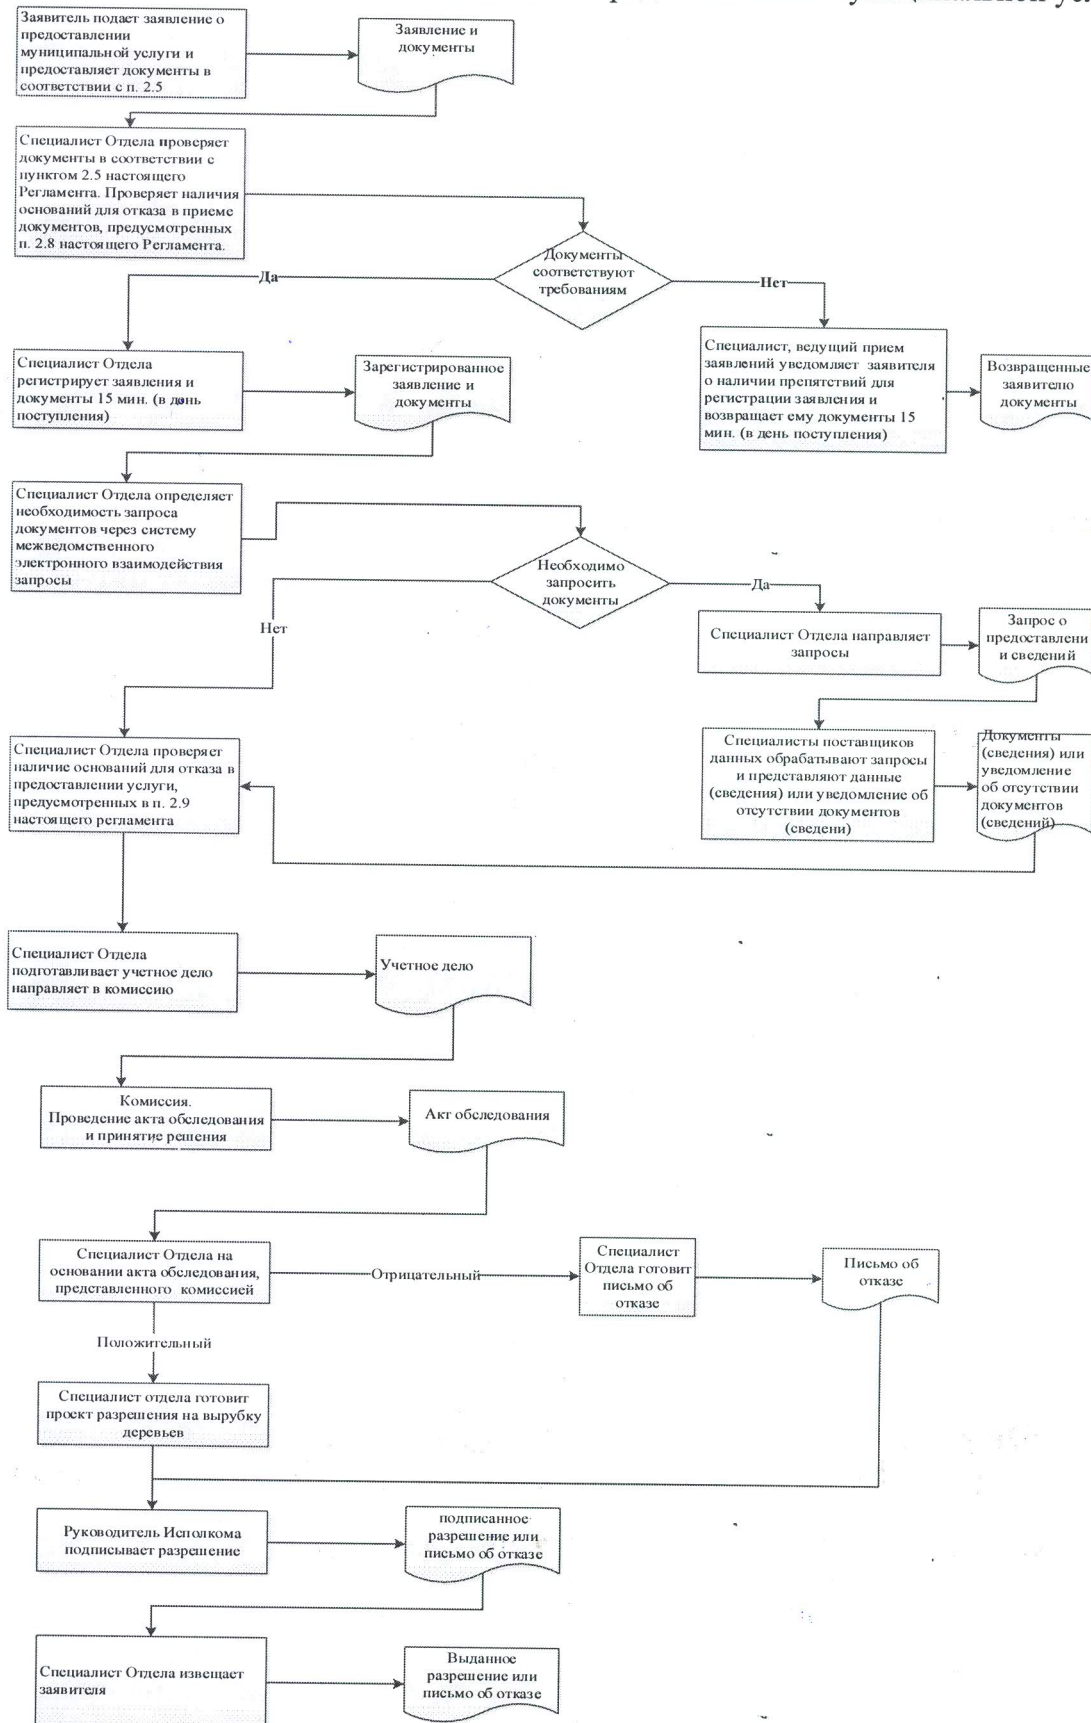 Заявитель подает заявление о
предоставлении
муниципальной услуги и
предоставляет документы в
соответствии с п. 2.5
Заявление и
документы
Специалист Отдела проверяет
документы в соответствии с
пунктом 2.5 настоящего
Регламента. Проверяет наличия
оснований для отказа в приеме
документов, предусмотренных
п. 2.8 настоящего Регламента.
Документы
соответствуют
требованиям
Да
Нет
Специалист Отдела
регистрирует заявления и
документы 15 мин. (в день
поступления)
Зарегистрированное
заявление и
документы
Специалист, ведущий прием
заявлений уведомляет заявителя
о наличии препятствий для
регистрации заявления и
возвращает ему документы 15
мин. (в день поступления)
Возвращенные
заявителю
документы
Специалист Отдела определяет
необходимость запроса
документов через систему
межведомственного
электронного взаимодействия
запросы
Необходимо
запросить
документы
Нет
Да
Специалист Отдела направляет
запросы
Запрос о
предоставлени
и сведений
Специалист Отдела проверяет
наличие оснований для отказа в
предоставлении услуги,
предусмотренных в п. 2.9
настоящего регламента
Специалисты поставщиков
данных обрабатывают запросы
и представляют данные
(сведения) или уведомление об
отсутствии документов
(сведени)
Документы
(сведения) или
уведомление
об отсутствии
документов
(сведений)
Специалист Отдела
подготавливает учетное дело
направляет в комиссию
Учетное дело
Комиссия.
Проведение акта обследования
и принятие решения
Акт обследования
Специалист Отдела на
основании акта обследования,
представленного комиссией
Отрицательный
Специалист
Отдела готовит
письмо об
отказе
Письмо об
отказе
Положительный
Специалист отдела готовит
проект разрешения на вырубку
деревьев
Руководитель Исполкома
подписывает разрешение
подписанное
разрешение или
письмо об отказе
Специалист Отдела извещает
заявителя
Выданное
разрешение или
письмо об отказе